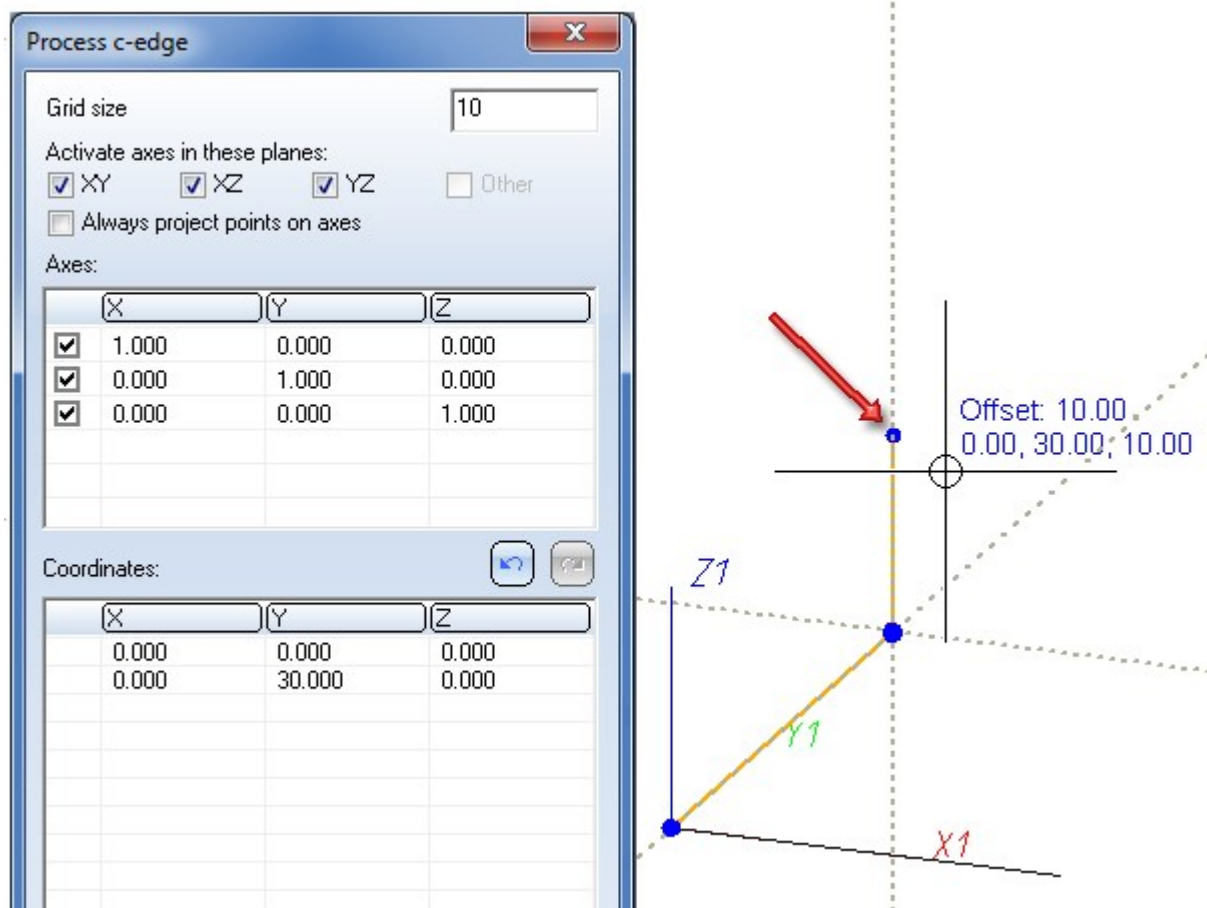 Process c-edge
Grid size 10
Activate axes in these planes:
XY XZ YZ Other
Always project points on axes
Axes:
X Y Z
1.000 0.000 0.000
0.000 1.000 0.000
0.000 0.000 1.000
Coordinates:
X Y Z
0.000 0.000 0.000
0.000 30.000 0.000
Offset: 10.00
0.00, 30.00, 10.00
Z1
Y1
X1